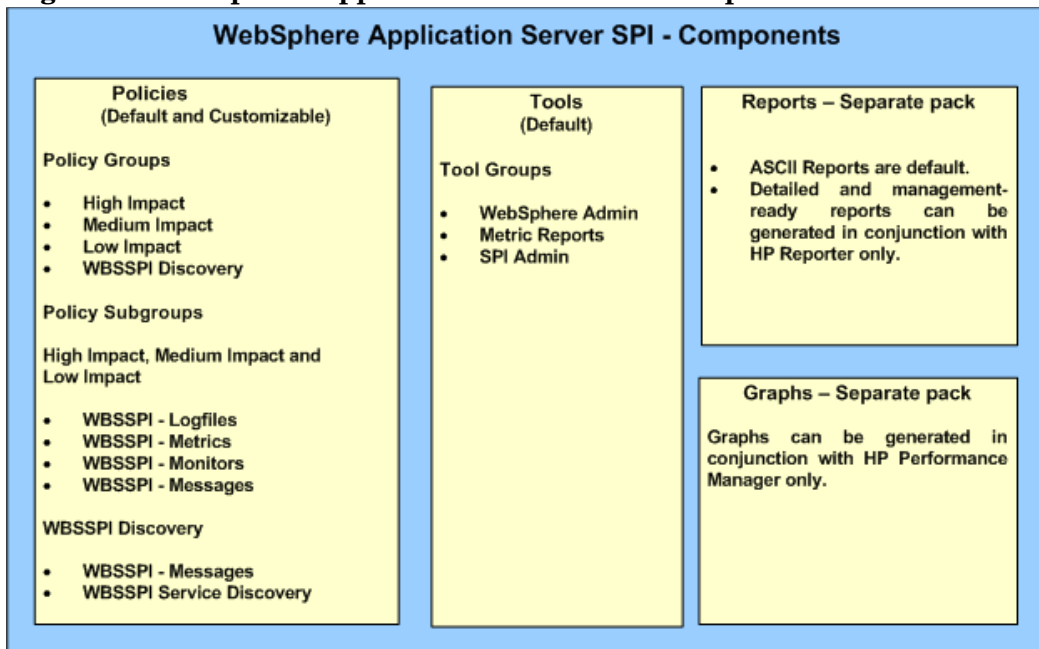 WebSphere Application Server SPI - Components
Policies
(Default and Customizable)
Policy Groups
• High Impact
• Medium Impact
• Low Impact
• WBSSPI Discovery
Policy Subgroups
High Impact, Medium Impact and
Low Impact
• WBSSPI - Logfiles
• WBSSPI - Metrics
• WBSSPI - Monitors
• WBSSPI - Messages
WBSSPI Discovery
• WBSSPI - Messages
• WBSSPI Service Discovery
Tools
(Default)
Tool Groups
• WebSphere Admin
• Metric Reports
• SPI Admin
Reports – Separate pack
• ASCII Reports are default.
• Detailed and management-
ready reports can be
generated in conjunction with
HP Reporter only.
Graphs – Separate pack
Graphs can be generated in
conjunction with HP Performance
Manager only.